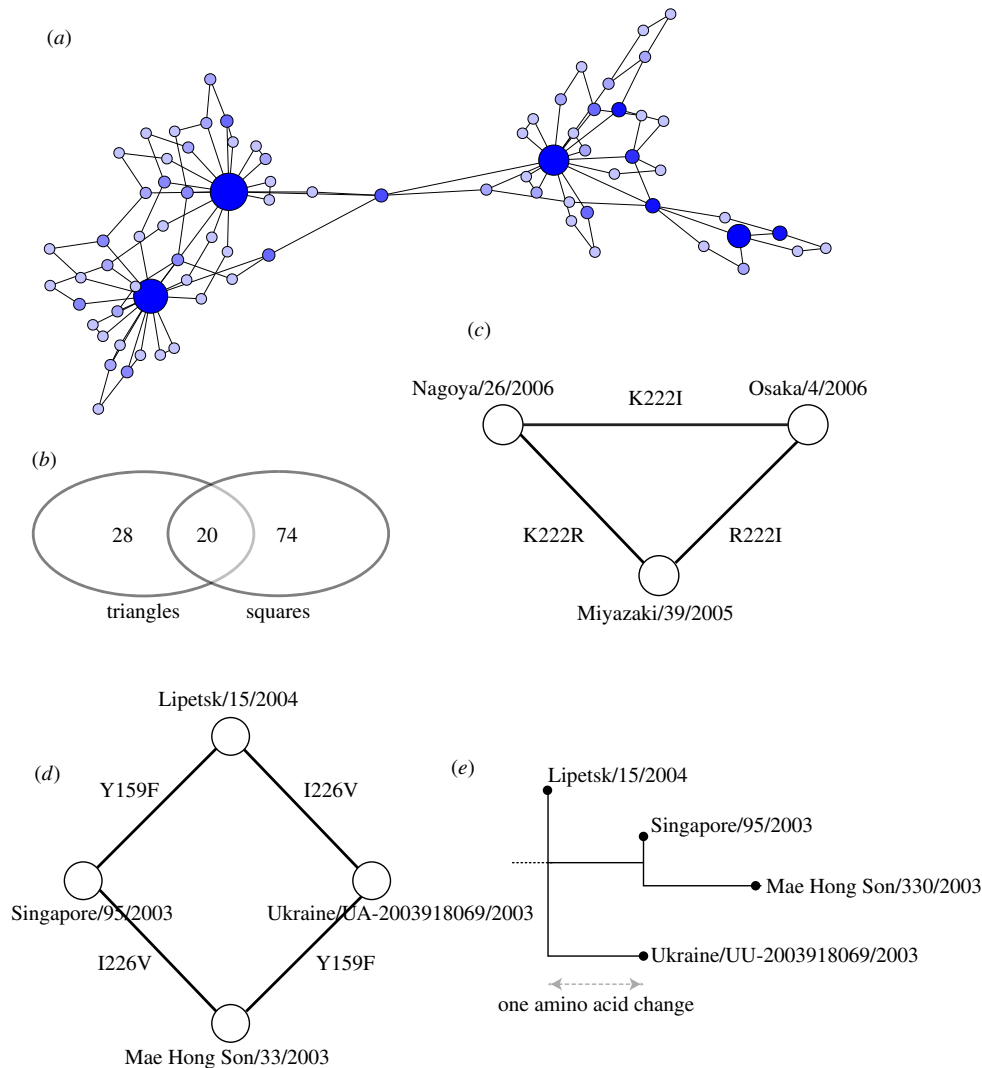 (a)
(c)
Nagoya/26/2006
Osaka/4/2006
K222I
K222R
R222I
Miyazaki/39/2005
(b)
28
20
74
triangles
squares
(d)
Lipetsk/15/2004
Y159F
I226V
Singapore/95/2003
Ukraine/UA-2003918069/2003
I226V
Y159F
Mae Hong Son/33/2003
(e)
Lipetsk/15/2004
Singapore/95/2003
Mae Hong Son/330/2003
Ukraine/UU-2003918069/2003
one amino acid change